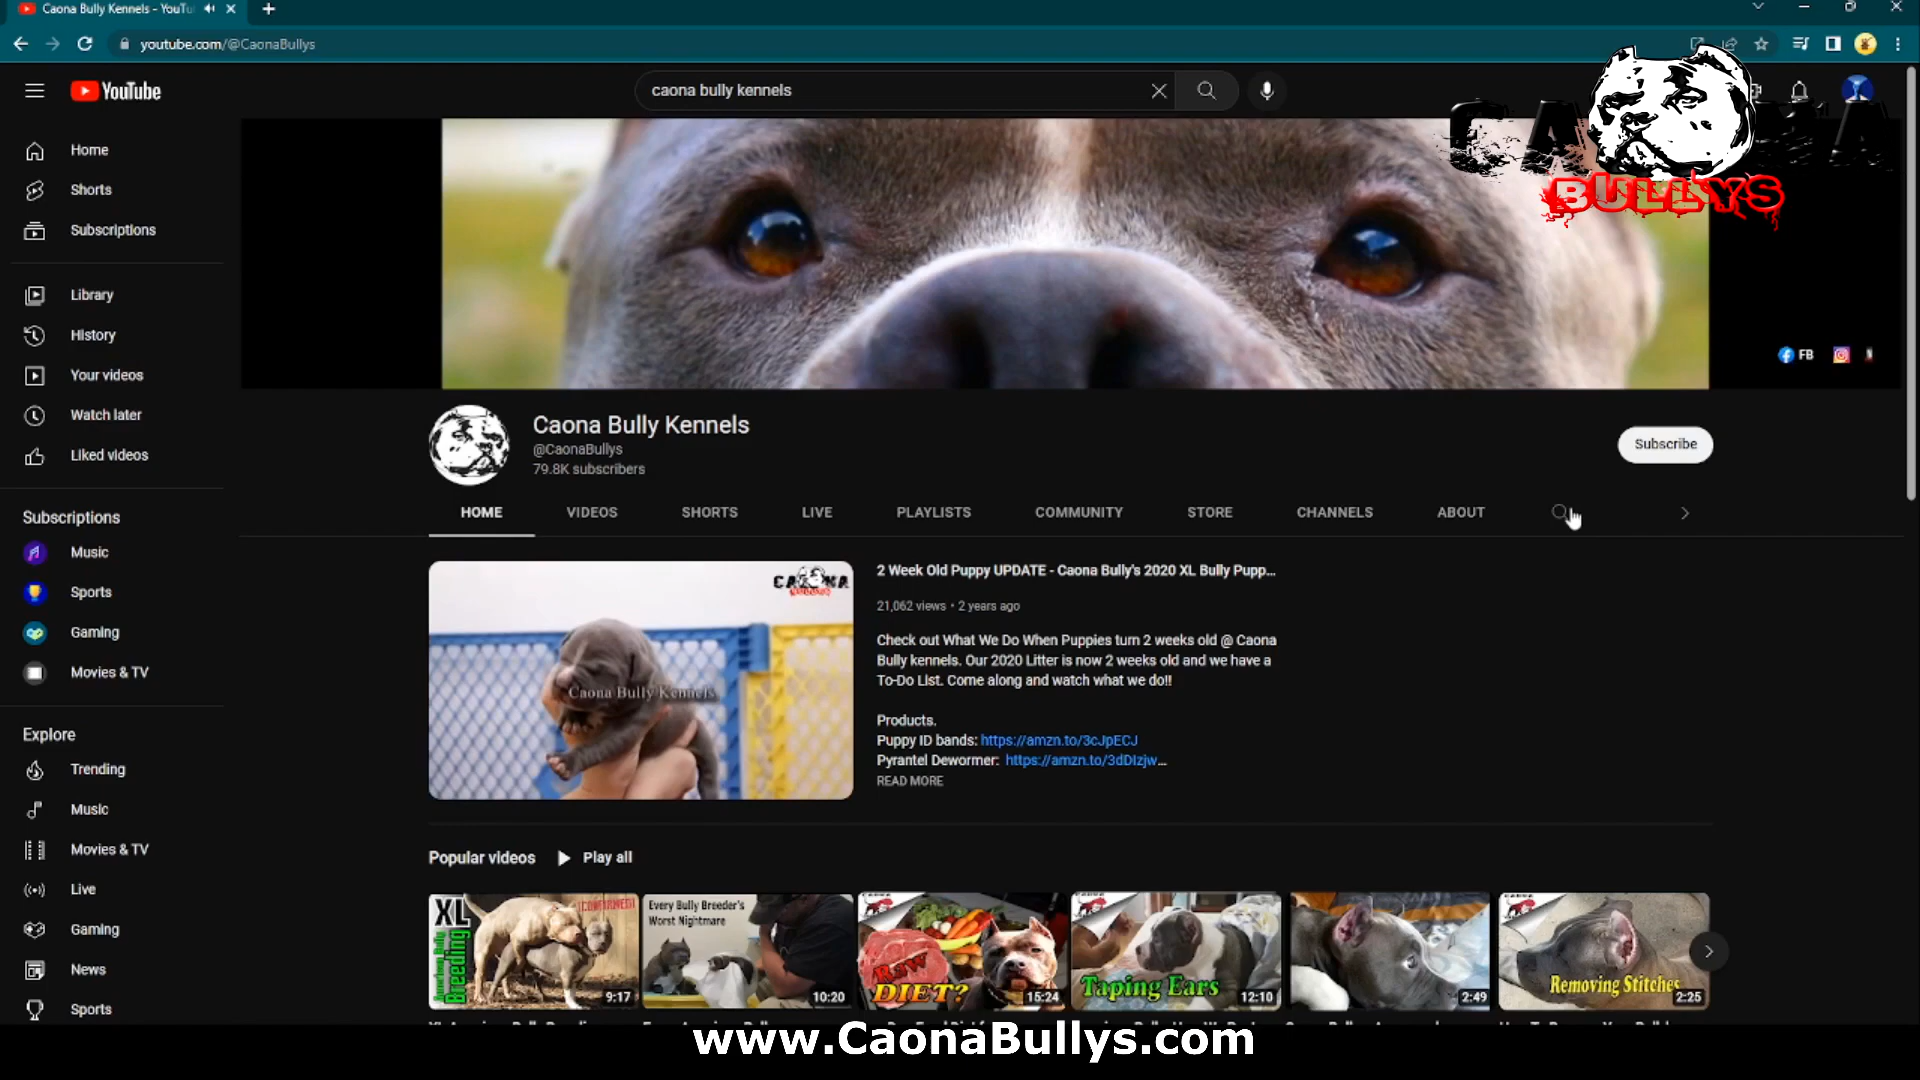 Caona Bully Kennels - YouTu
youtube.com/@CaonaBullys
YouTube
caona bully kennels
CAONA
BULLYS
Home
Shorts
Subscriptions
Library
History
Your videos
Watch later
Liked videos
Subscriptions
Music
Sports
Gaming
Movies & TV
Explore
Trending
Music
Movies & TV
Live
Gaming
News
Sports
FB
Caona Bully Kennels
@CaonaBullys
79.8K subscribers
Subscribe
HOME VIDEOS SHORTS LIVE PLAYLISTS COMMUNITY STORE CHANNELS ABOUT
CAONA
BULLYS
Caona Bully Kennels
2 Week Old Puppy UPDATE - Caona Bully's 2020 XL Bully Pupp...
21,062 views • 2 years ago
Check out What We Do When Puppies turn 2 weeks old @ Caona
Bully kennels. Our 2020 Litter is now 2 weeks old and we have a
To-Do List. Come along and watch what we do!!
Products.
Puppy ID bands: https://amzn.to/3cJpECJ
Pyrantel Dewormer: https://amzn.to/3dDIzjw...
READ MORE
Popular videos Play all
XL
American Bully
Breeding
9:17
Every Bully Breeder's
Worst Nightmare
10:20
Raw
DIET?
15:24
Taping Ears
12:10
2:49
Removing Stitches
2:25
www.CaonaBullys.com